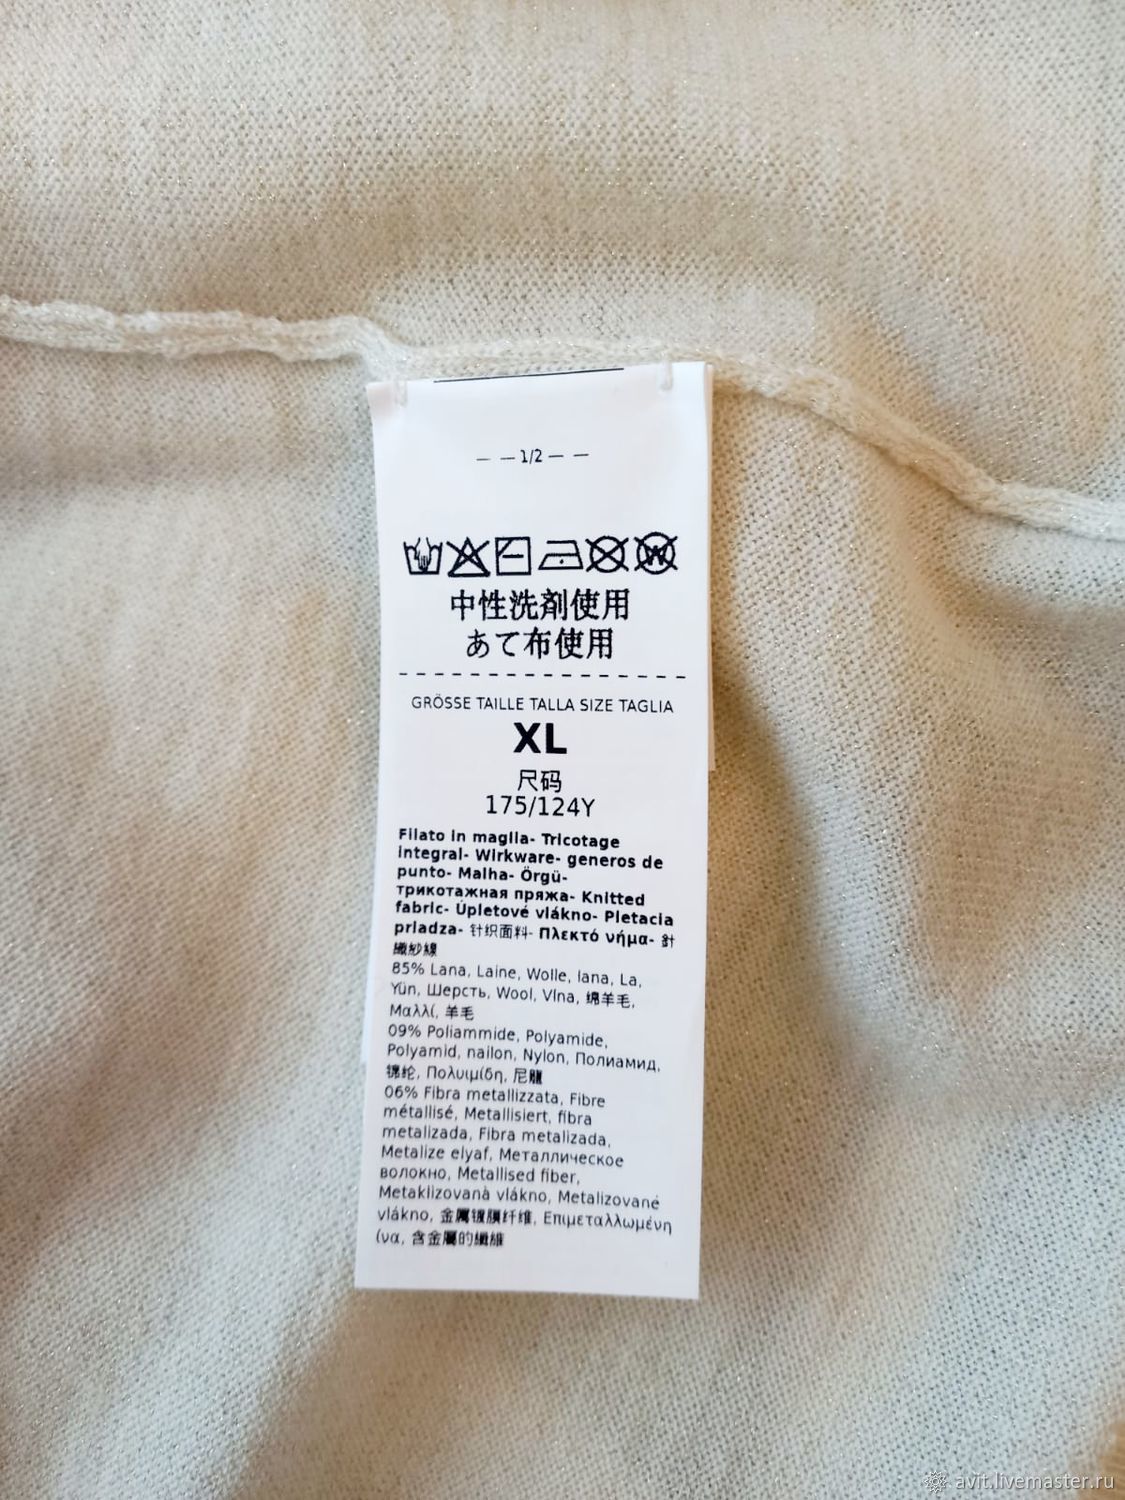 — — 1/2 — —
中性洗剤使用
あて布使用
GRÖSSE TAILLE TALLA SIZE TAGLIA
XL
尺码
175/124Y
Filato in maglia- Tricotage
integral- Wirkware- generos de
punto- Malha- Örgü-
трикотажная пряжа- Knitted
fabric- Úpletové vlákno- Pletacia
priadza- 针织面料- Πλεκτό νήμα- 針
織紗線
85% Lana, Laine, Wolle, lana, La,
Yün, Шерсть, Wool, Vlna, 绵羊毛,
Μαλλί, 羊毛
09% Poliammide, Polyamide,
Polyamid, nailon, Nylon, Полиамид,
锦纶, Πολυιμίδη, 尼龍
06% Fibra metallizzata, Fibre
métallisé, Metallisiert, fibra
metalizada, Fibra metalizada,
Metalize elyaf, Металлическое
волокно, Metallised fiber,
Metaklizovanà vlákno, Metalizované
vlákno, 金属镀膜纤维, Επιμεταλλωμένη
ίνα, 含金屬的纖維
avit.livemaster.ru